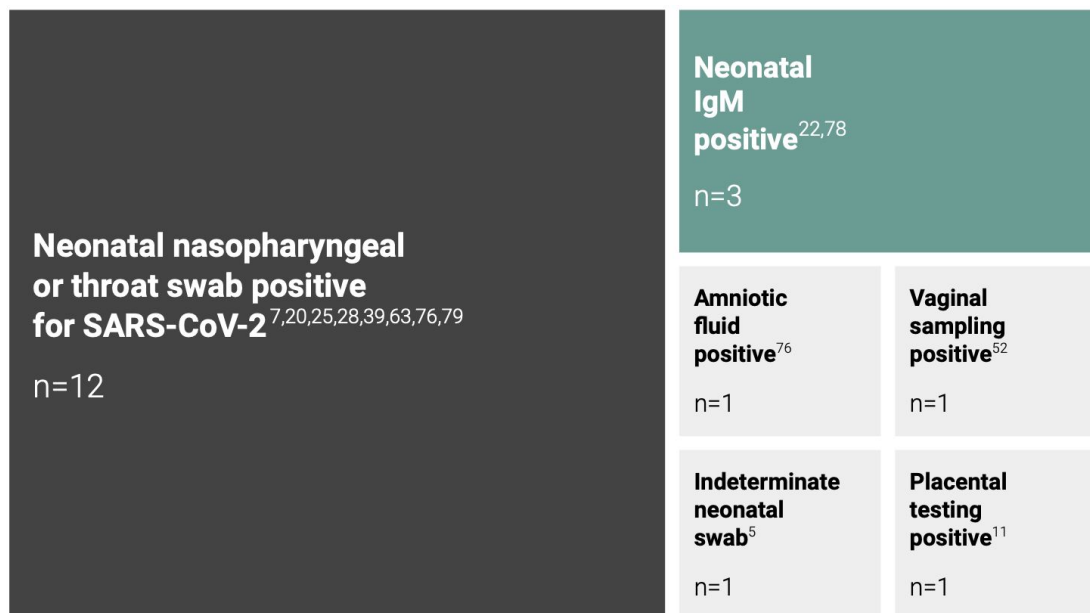 Neonatal nasopharyngeal
or throat swab positive
for SARS-CoV-2 7,20,25,28,39,63,76,79
n=12
Neonatal
IgM
positive22,78
n=3
Amniotic
fluid
positive76
n=1
Vaginal
sampling
positive52
n=1
Indeterminate
neonatal
swab5
n=1
Placental
testing
positive11
n=1